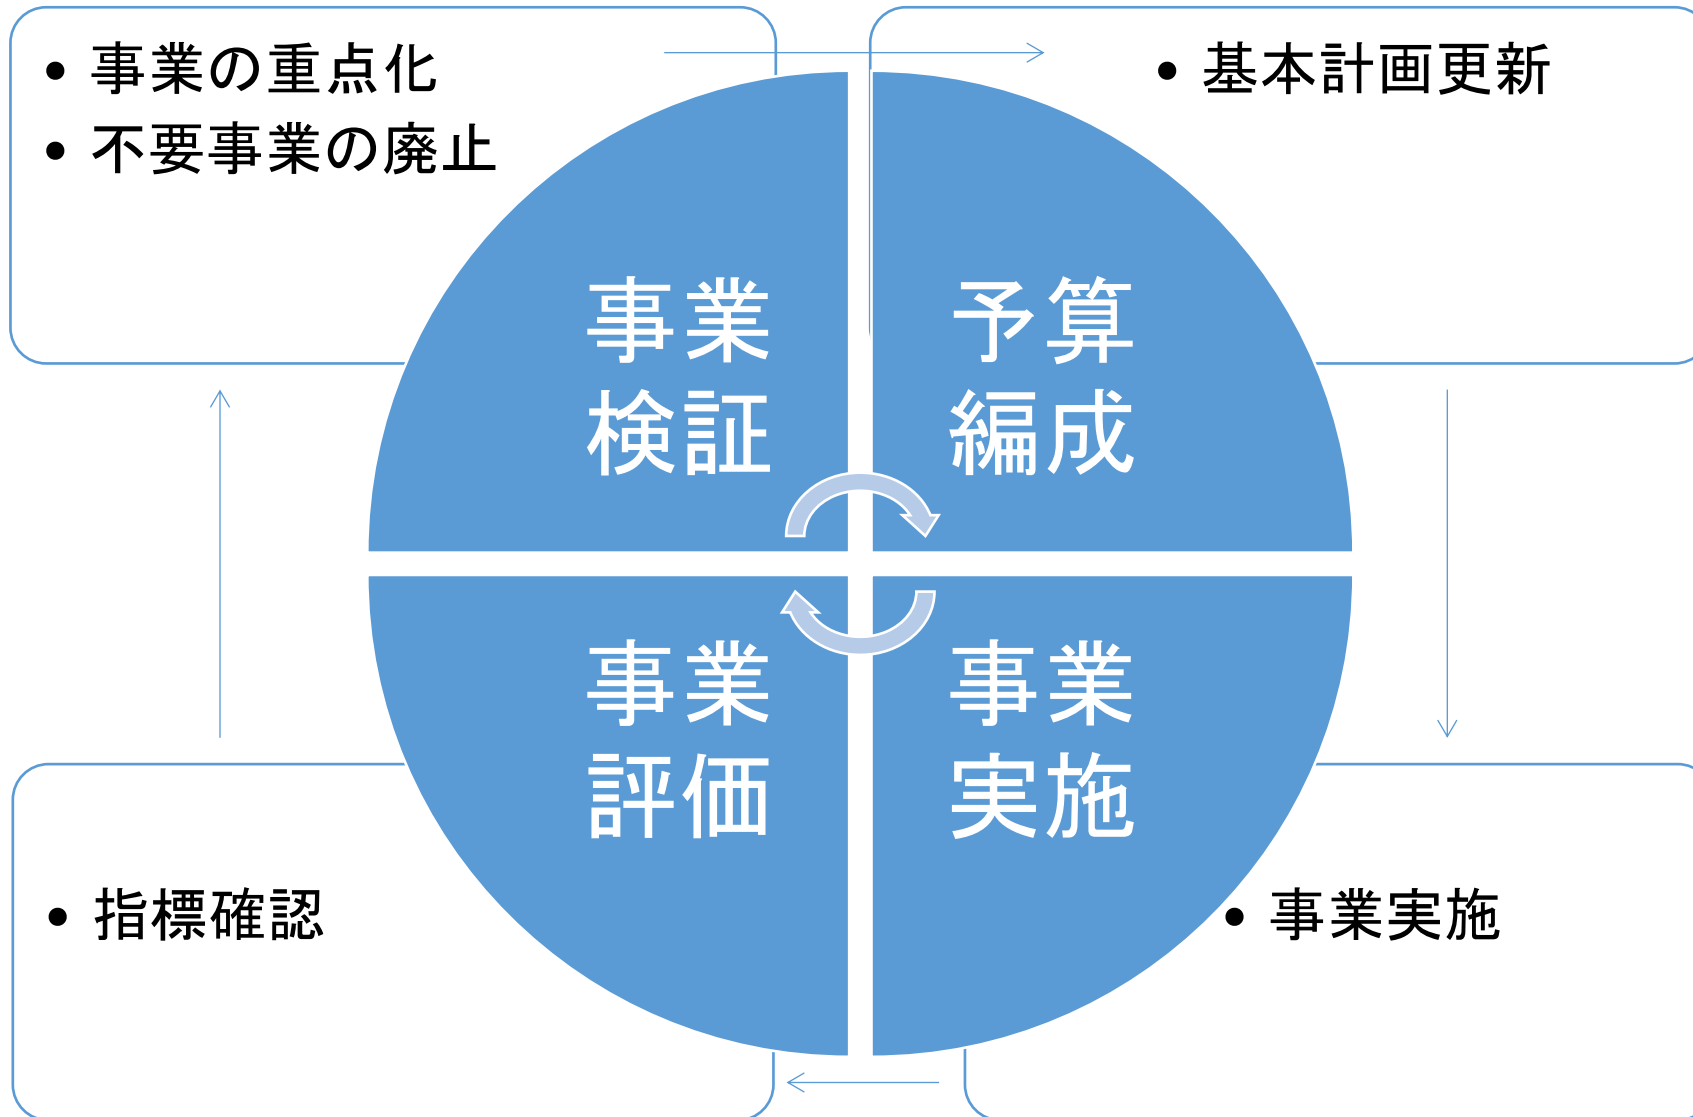 事業の重点化
不要事業の廃止
基本計画更新
事業
検証
予算
編成
事業
評価
事業
実施
指標確認
事業実施